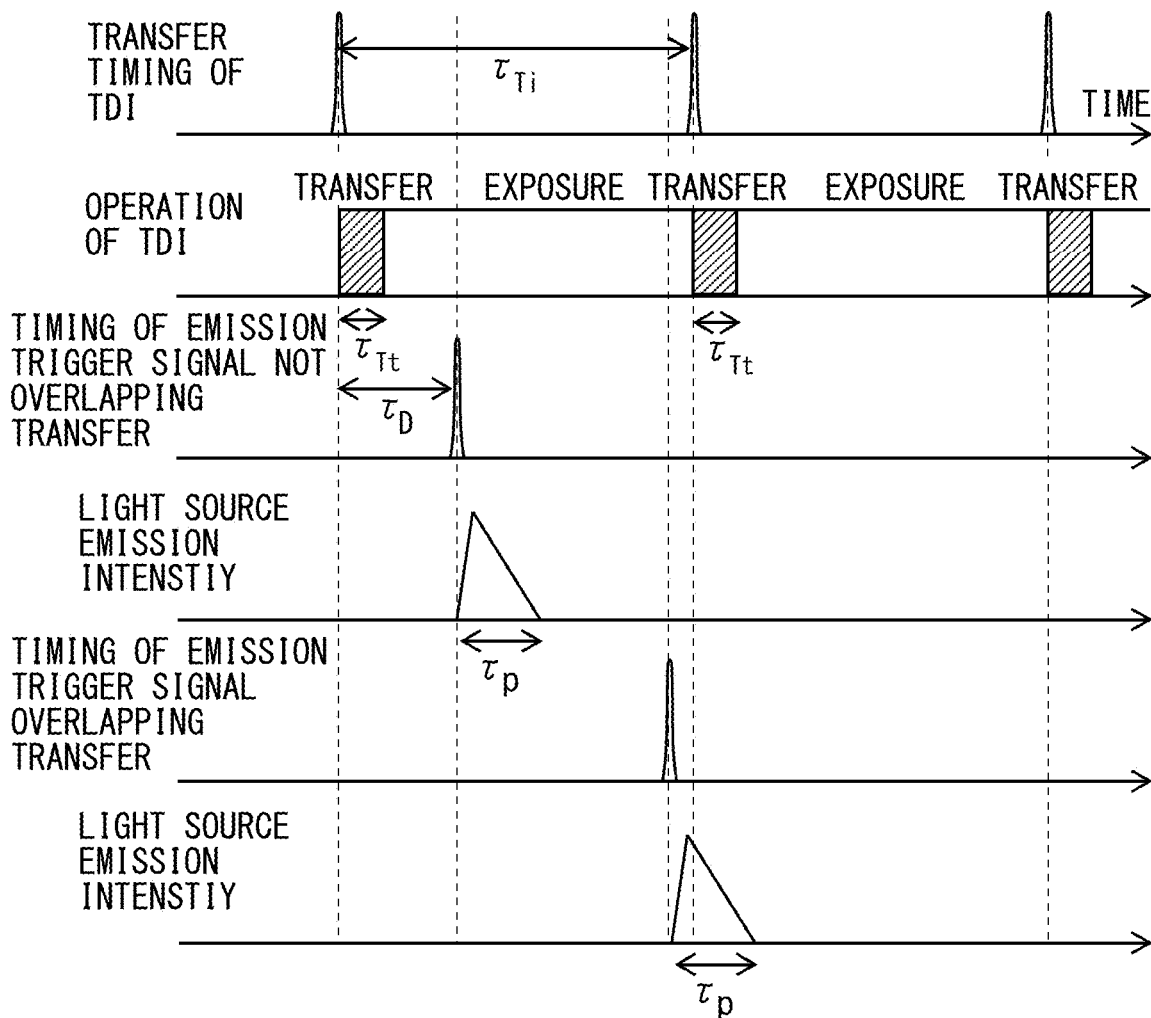 TRANSFER
TIMING OF
TDI
τTi
TIME
TRANSFER EXPOSURE TRANSFER EXPOSURE TRANSFER
OPERATION
OF TDI
TIMING OF EMISSION
TRIGGER SIGNAL NOT
OVERLAPPING
TRANSFER
τTt
τTt
τD
LIGHT SOURCE
EMISSION
INTENSTIY
τp
TIMING OF EMISSION
TRIGGER SIGNAL
OVERLAPPING
TRANSFER
LIGHT SOURCE
EMISSION
INTENSTIY
τp